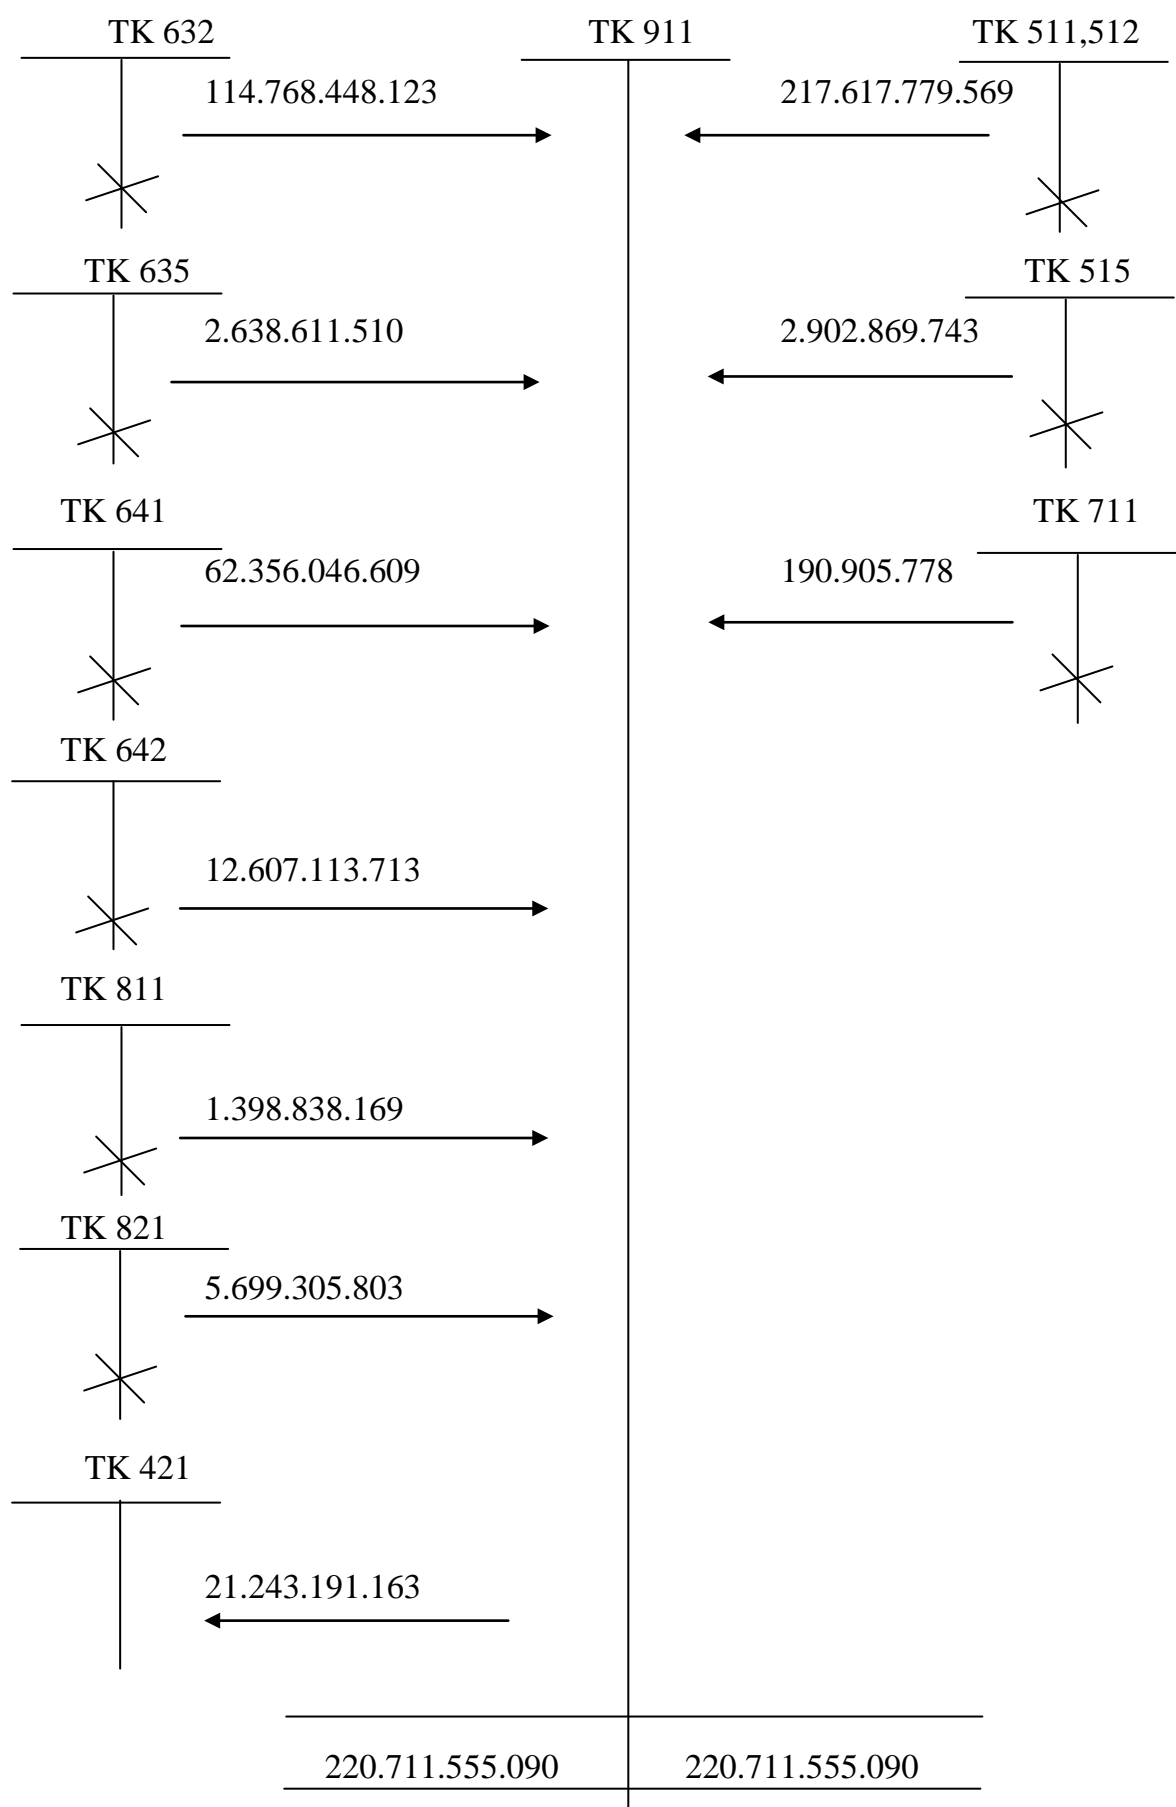 TK 632 TK 911 TK 511,512
114.768.448.123 217.617.779.569
TK 635 TK 515
2.638.611.510 2.902.869.743
TK 641 TK 711
62.356.046.609 190.905.778
TK 642
12.607.113.713
TK 811
1.398.838.169
TK 821
5.699.305.803
TK 421
21.243.191.163
220.711.555.090 220.711.555.090